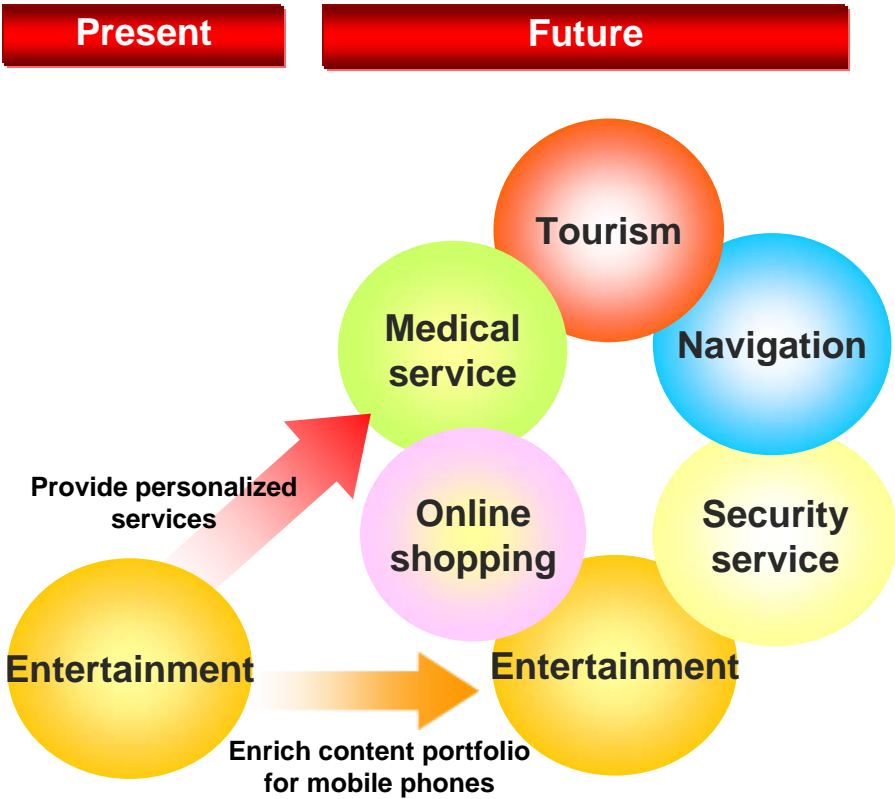 Present
Future
Tourism
Medical
service
Navigation
Provide personalized
services
Online
shopping
Security
service
Entertainment
Entertainment
Enrich content portfolio
for mobile phones